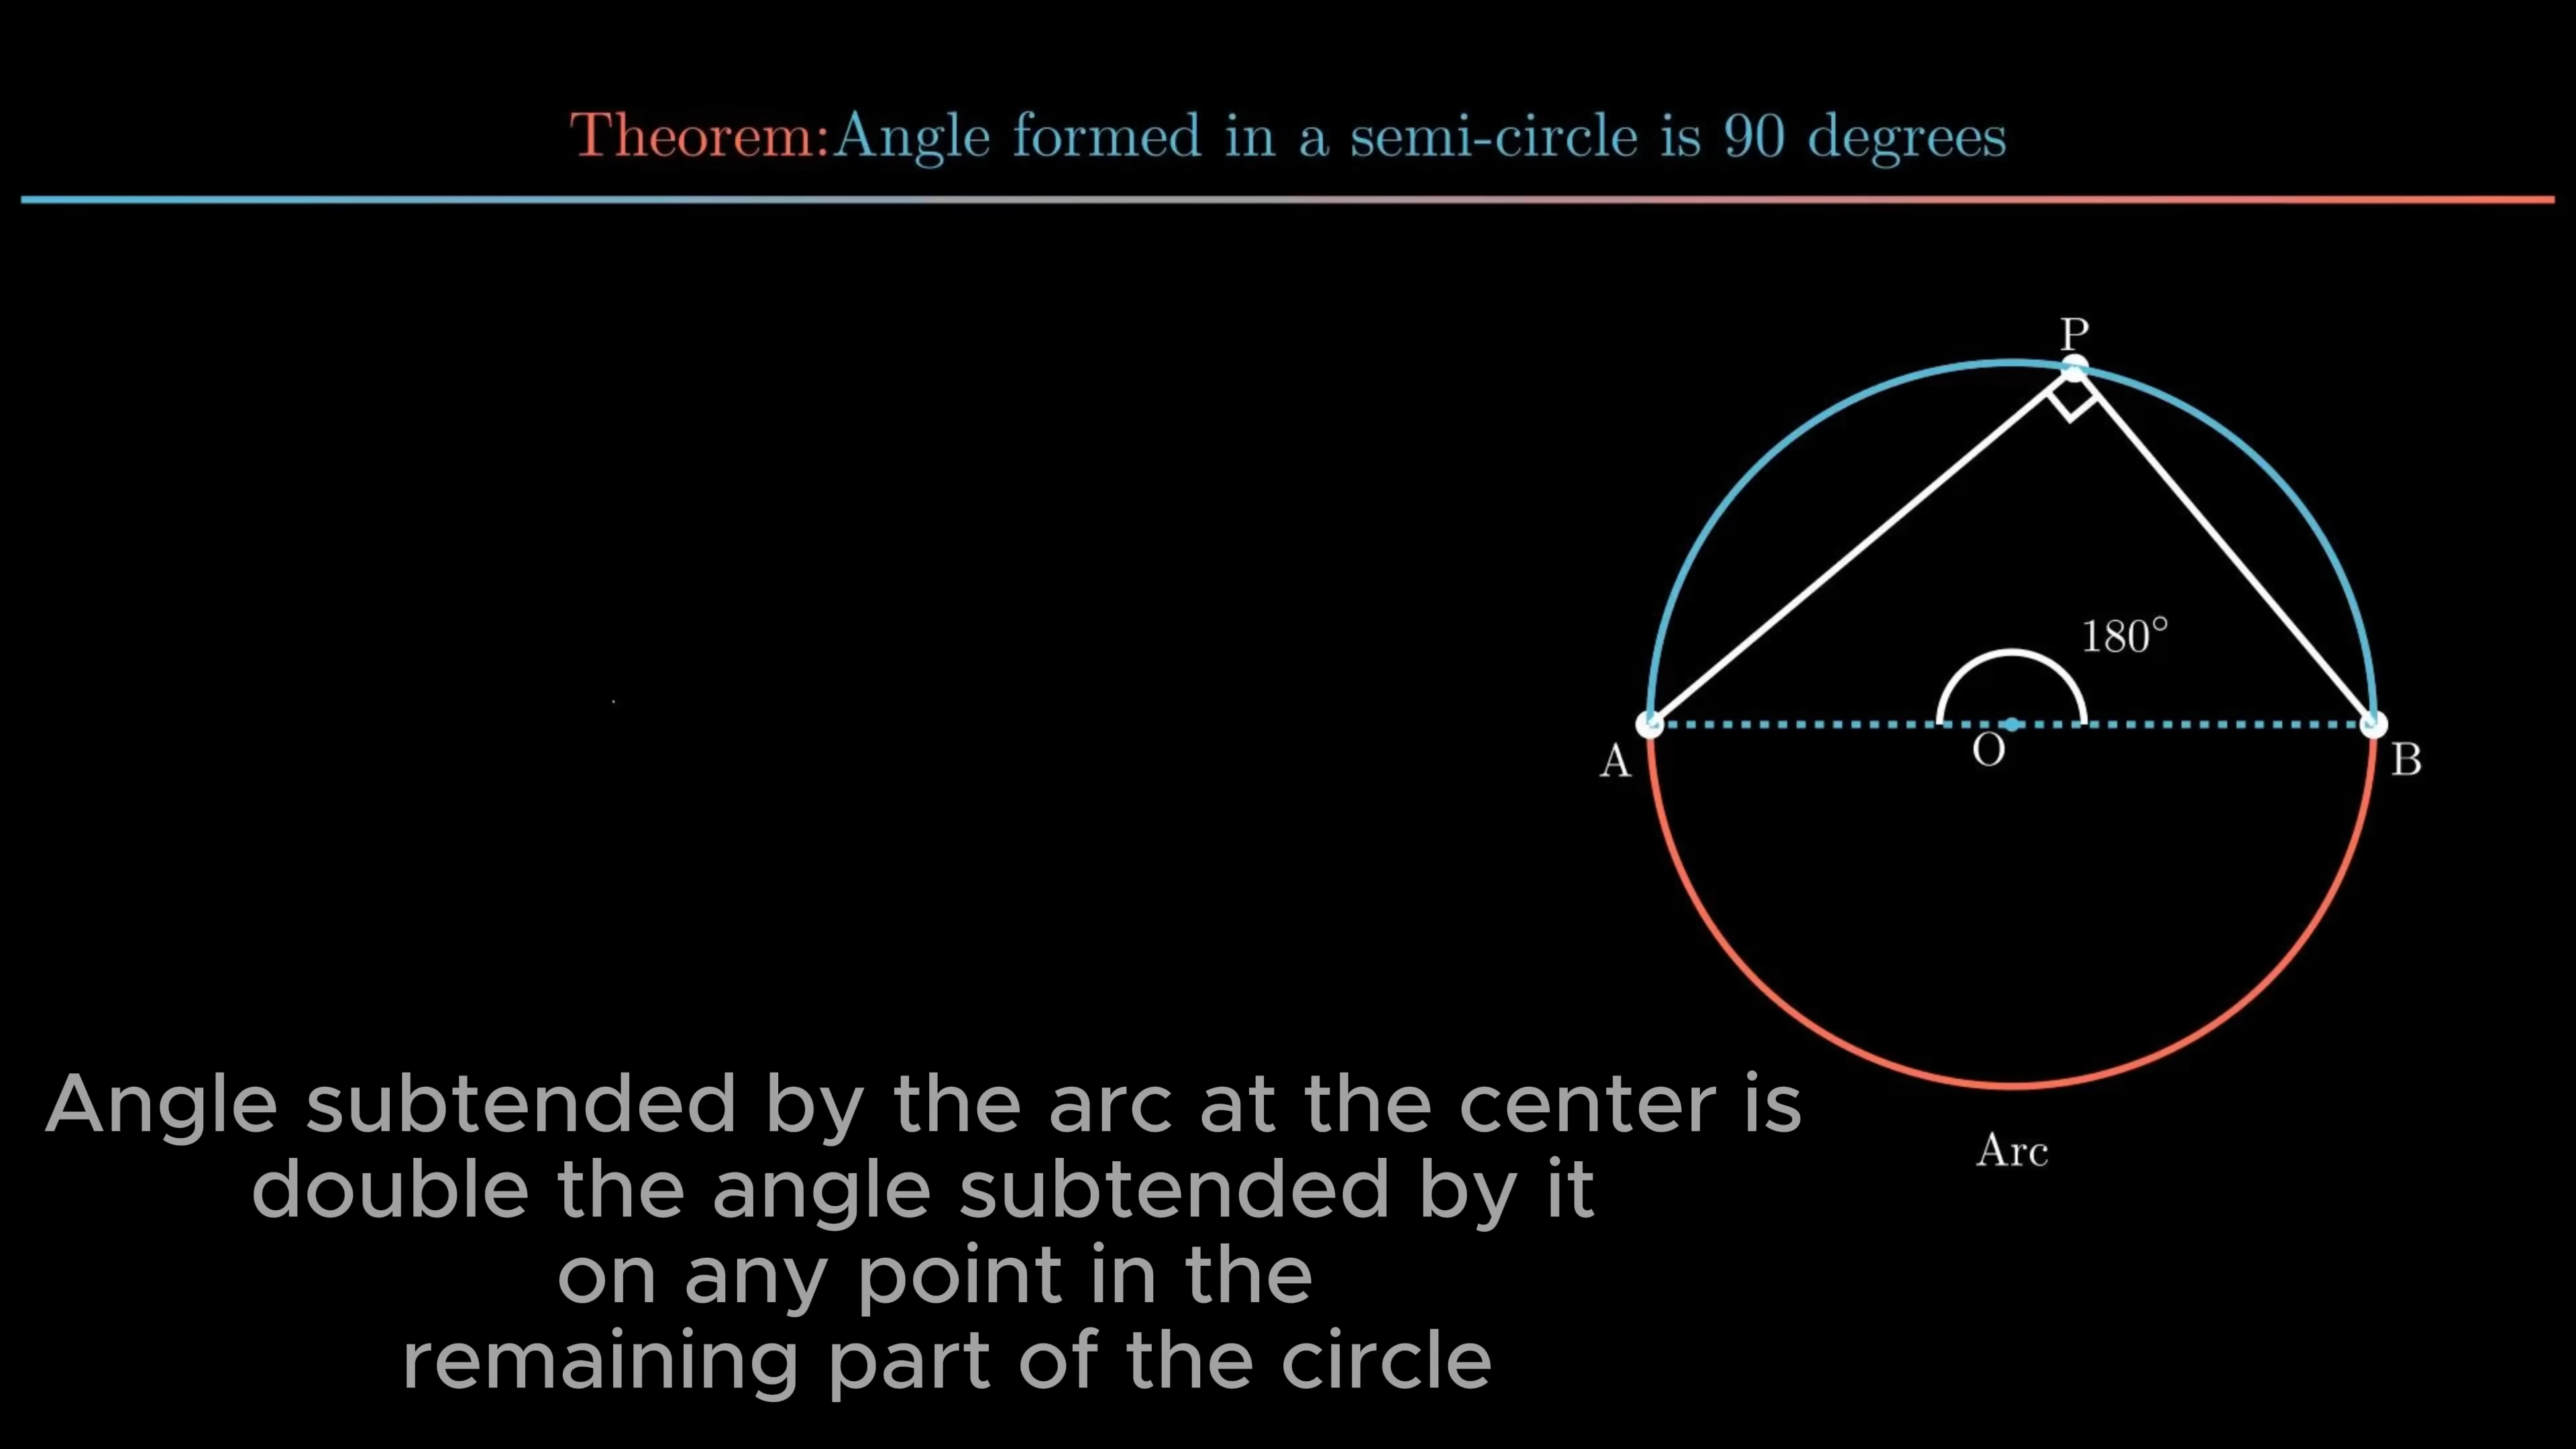 Theorem:Angle formed in a semi-circle is 90 degrees
P
180°
A
O
B
Angle subtended by the arc at the center is
double the angle subtended by it
on any point in the
remaining part of the circle
Arc